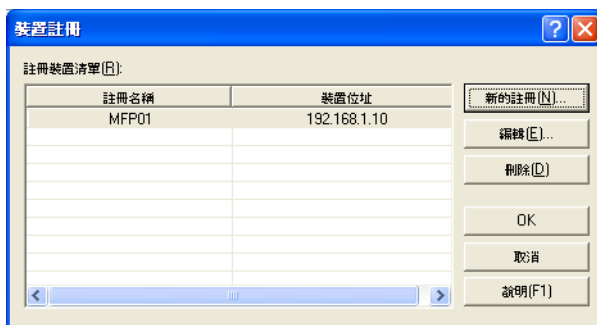 裝置註冊
註冊裝置清單(R):
註冊名稱 裝置位址
MFP01 192.168.1.10
新的註冊(N)...
編輯(E)...
刪除(D)
OK
取消
說明(F1)